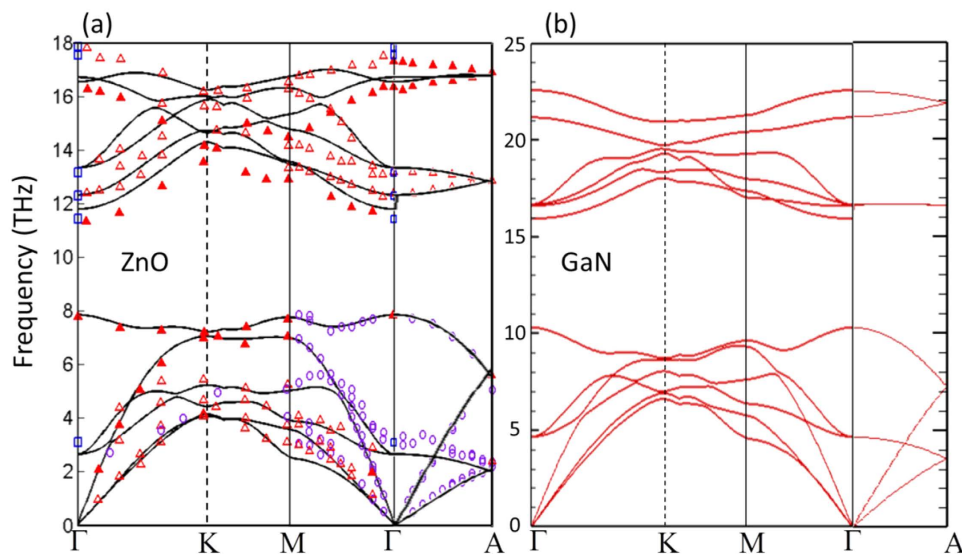 (a) (b)
18 25
16
14 20
12
10 ZnO 15 GaN
8
6 10
4
2 5
0 0
Frequency (THz)
Γ K M Γ A Γ K M Γ A